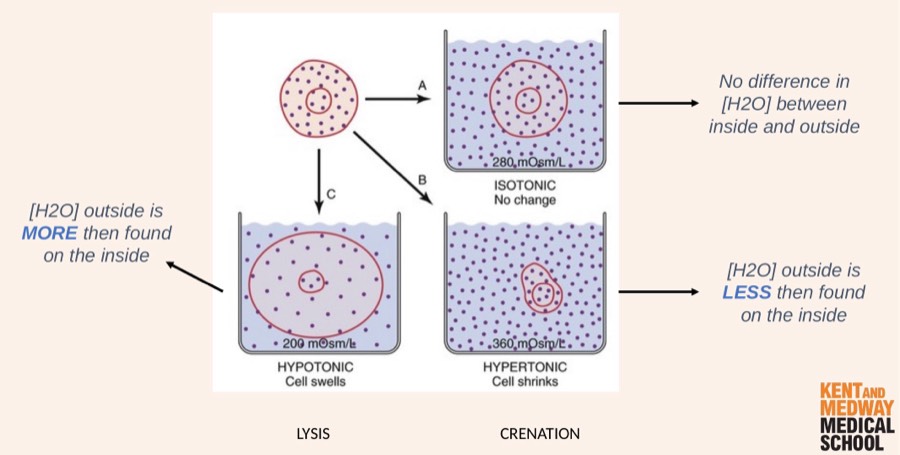 A
280 mOsm/L
ISOTONIC
No change
No difference in
[H2O] between
inside and outside
B
C
[H2O] outside is
MORE then found
on the inside
200 mOsm/L
HYPOTONIC
Cell swells
360 mOsm/L
HYPERTONIC
Cell shrinks
[H2O] outside is
LESS then found
on the inside
LYSIS
CRENATION
KENT AND
MEDWAY
MEDICAL
SCHOOL